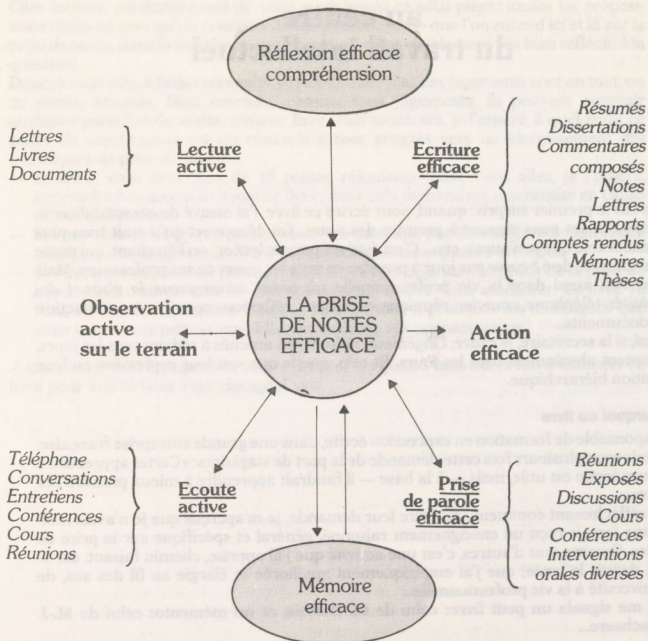 Réflexion efficace
compréhension
Lettres
Livres
Documents
Lecture
active
Ecriture
efficace
Résumés
Dissertations
Commentaires
composés
Notes
Lettres
Rapports
Comptes rendus
Mémoires
Thèses
Observation
active
sur le terrain
LA PRISE
DE NOTES
EFFICACE
Action
efficace
Téléphone
Conversations
Entretiens
Conférences
Cours
Réunions
Ecoute
active
Prise
de parole
efficace
Réunions
Exposés
Discussions
Cours
Conférences
Interventions
orales diverses
Mémoire
efficace